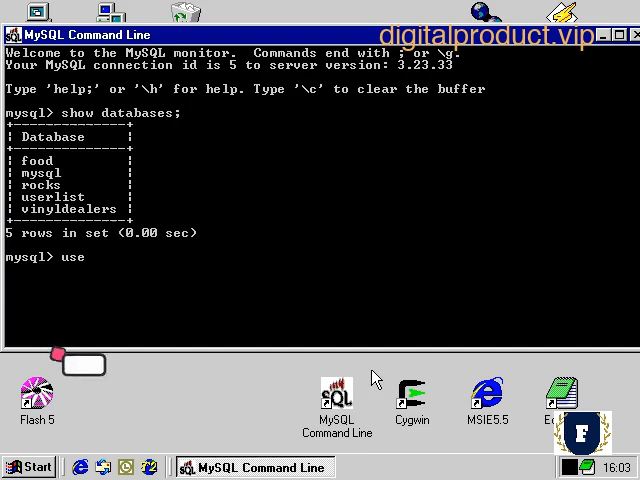 MySQL Command Line
digitalproduct.vip
Welcome to the MySQL monitor.  Commands end with ; or \g.
Your MySQL connection id is 5 to server version: 3.23.33
Type 'help;' or '\h' for help. Type '\c' to clear the buffer
mysql> show databases;
+--------------+
| Database     |
+--------------+
| food         |
| mysql        |
| rocks        |
| userlist     |
| vinyldealers |
+--------------+
5 rows in set (0.00 sec)
mysql> use
Flash 5
MySQL Command Line
Cygwin
MSIE5.5
F
Start
MySQL Command Line
16:03